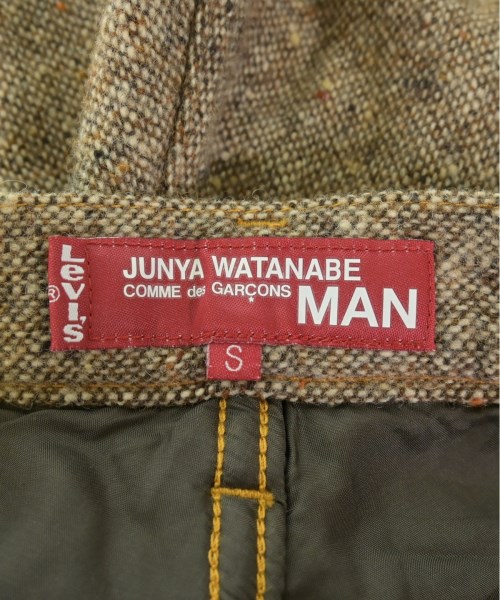 LEVI'S
®
JUNYA WATANABE
COMME des GARÇONS
★
MAN
S